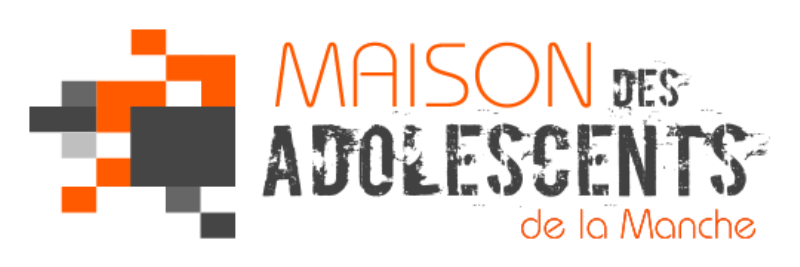 MAISON DES
ADOLESCENTS
de la Manche